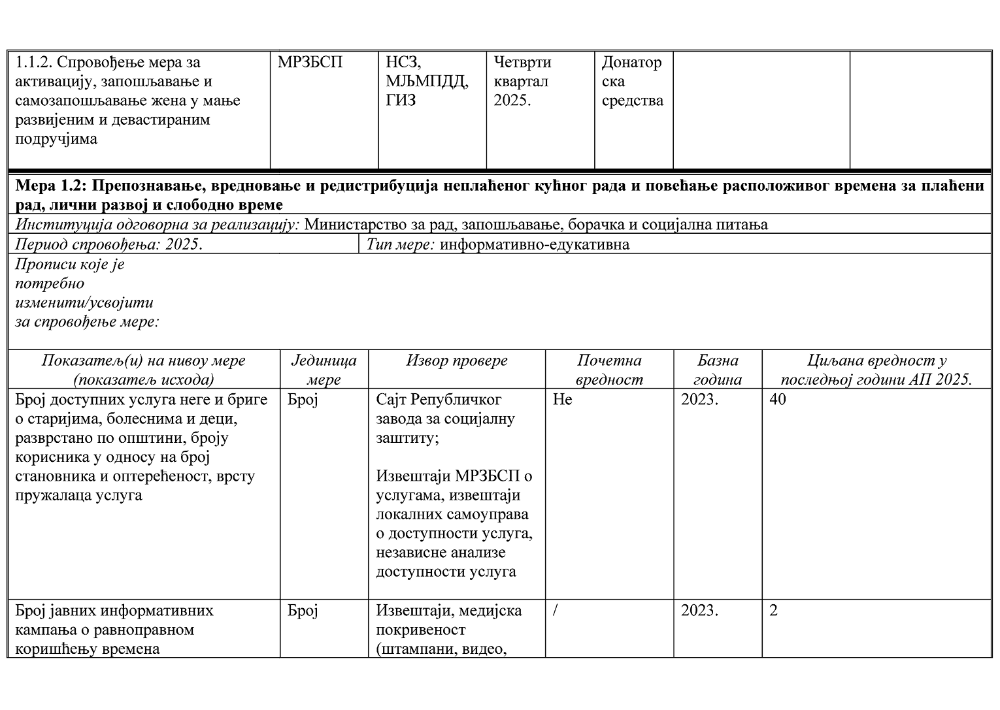 1.1.2. Спровођење мера за
активацију, запошљавање и
самозапошљавање жена у мање
развијеним и девастираним
подручјима
МРЗБСП
НСЗ,
МЉМПДД,
ГИЗ
Четврти
квартал
2025.
Донатор
ска
средства
Мера 1.2: Препознавање, вредновање и редистрибуција неплаћеног кућног рада и повећање расположивог времена за плаћени
рад, лични развој и слободно време
Институција одговорна за реализацију: Министарство за рад, запошљавање, борачка и социјална питања
Период спровођења: 2025.
Тип мере: информативно-едукативна
Прописи које је
потребно
изменити/усвојити
за спровођење мере:
Показатељ(и) на нивоу мере
(показатељ исхода)
Јединица
мере
Извор провере
Почетна
вредност
Базна
година
Циљана вредност у
последњој години АП 2025.
Број доступних услуга неге и бриге
о старијима, болеснима и деци,
разврстано по општини, броју
корисника у односу на број
становника и оптерећеност, врсту
пружалаца услуга
Број
Сајт Републичког
завода за социјалну
заштиту;
Извештаји МРЗБСП о
услугама, извештаји
локалних самоуправа
о доступности услуга,
независне анализе
доступности услуга
Не
2023.
40
Број јавних информативних
кампања о равноправном
коришћењу времена
Број
Извештаји, медијска
покривеност
(штампани, видео,
/
2023.
2